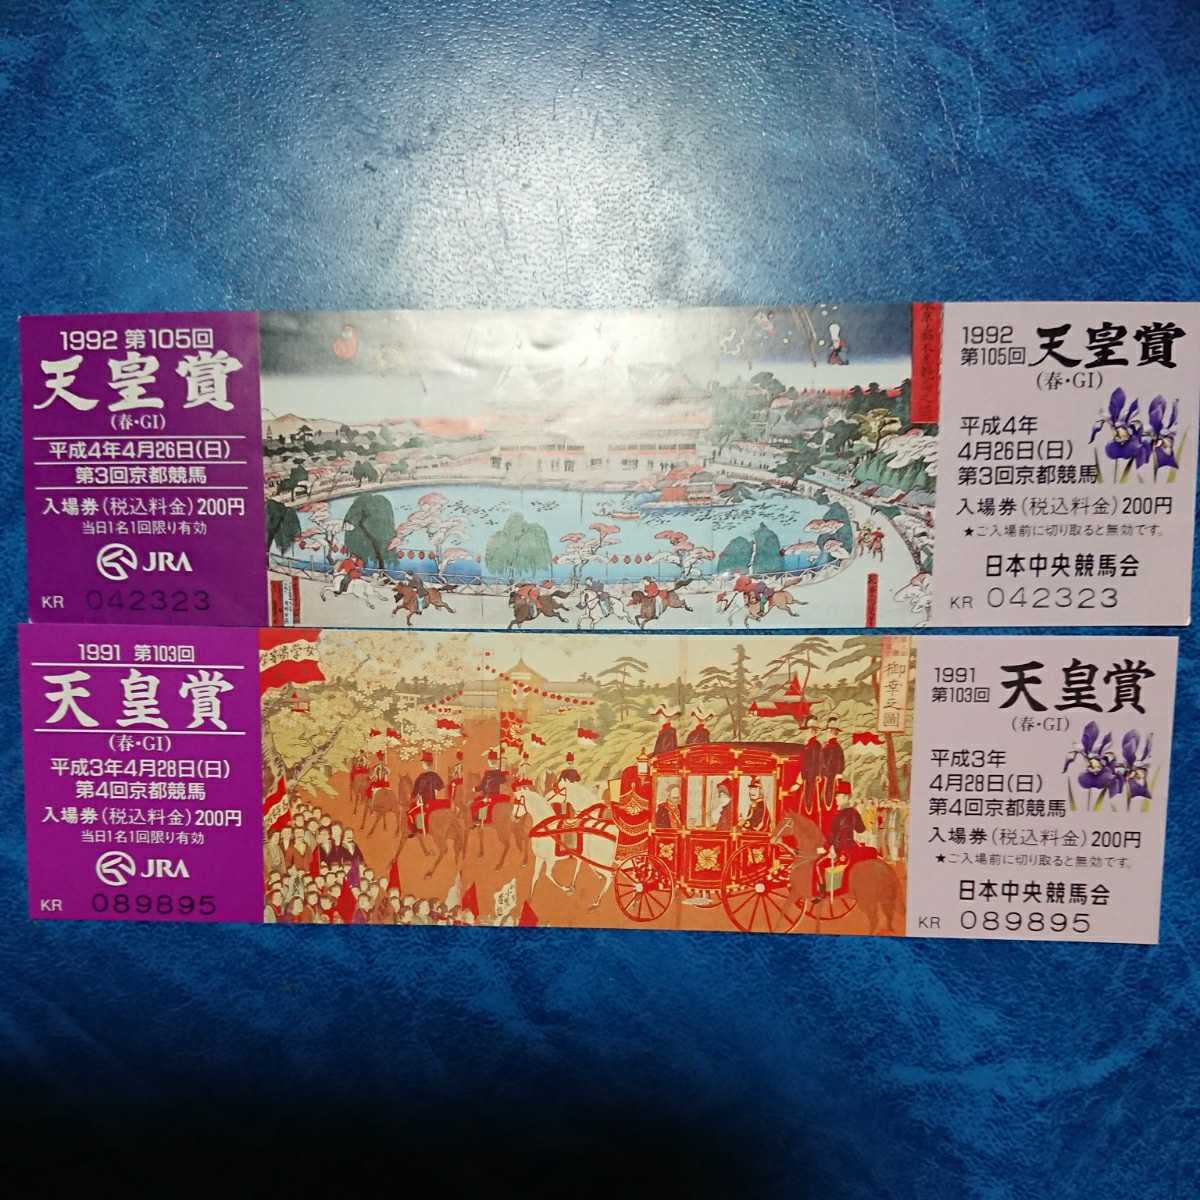 1992 第105回
天皇賞
(春・GI)
平成4年4月26日(日)
第3回京都競馬
入場券(税込料金)200円
当日1名1回限り有効
JRA
KR 042323
1992
第105回 天皇賞
(春・GI)
平成4年
4月26日(日)
第3回京都競馬
入場券(税込料金)200円
★ご入場前に切り取ると無効です。
日本中央競馬会
KR 042323
1991 第103回
天皇賞
(春・GI)
平成3年4月28日(日)
第4回京都競馬
入場券(税込料金)200円
当日1名1回限り有効
JRA
KR 089895
御幸之圖
1991
第103回 天皇賞
(春・GI)
平成3年
4月28日(日)
第4回京都競馬
入場券(税込料金)200円
★ご入場前に切り取ると無効です。
日本中央競馬会
KR 089895